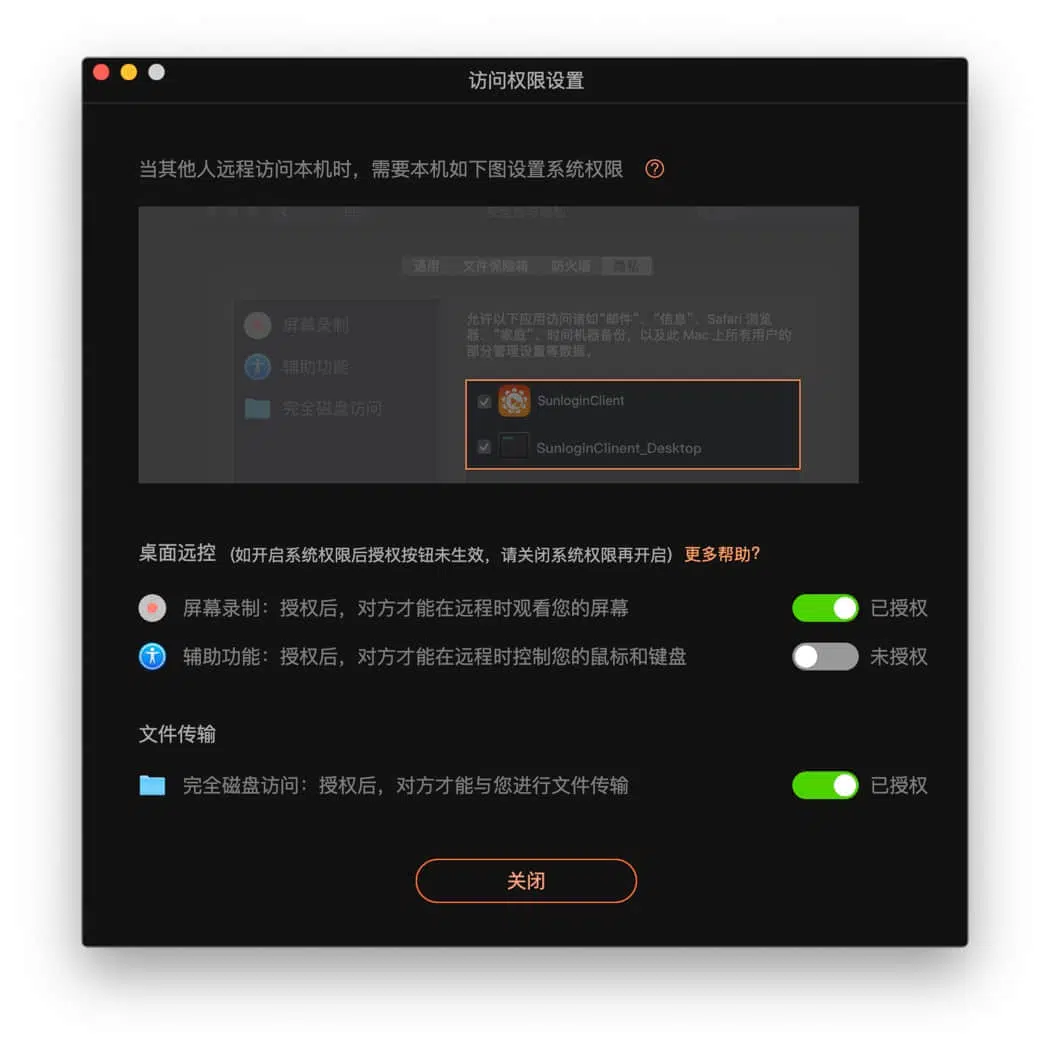 访问权限设置
当其他人远程访问本机时，需要本机如下图设置系统权限
通用 文件保险箱 防火墙 隐私
允许以下应用访问诸如“邮件”、“信息”、Safari 浏览
器、“家庭”、时间机器备份，以及此 Mac 上所有用户的
部分管理设置等数据。
屏幕录制
辅助功能
完全磁盘访问
SunloginClient
SunloginClinent_Desktop
桌面远控 (如开启系统权限后授权按钮未生效，请关闭系统权限再开启) 更多帮助?
屏幕录制：授权后，对方才能在远程时观看您的屏幕 已授权
辅助功能：授权后，对方才能在远程时控制您的鼠标和键盘 未授权
文件传输
完全磁盘访问：授权后，对方才能与您进行文件传输 已授权
关闭